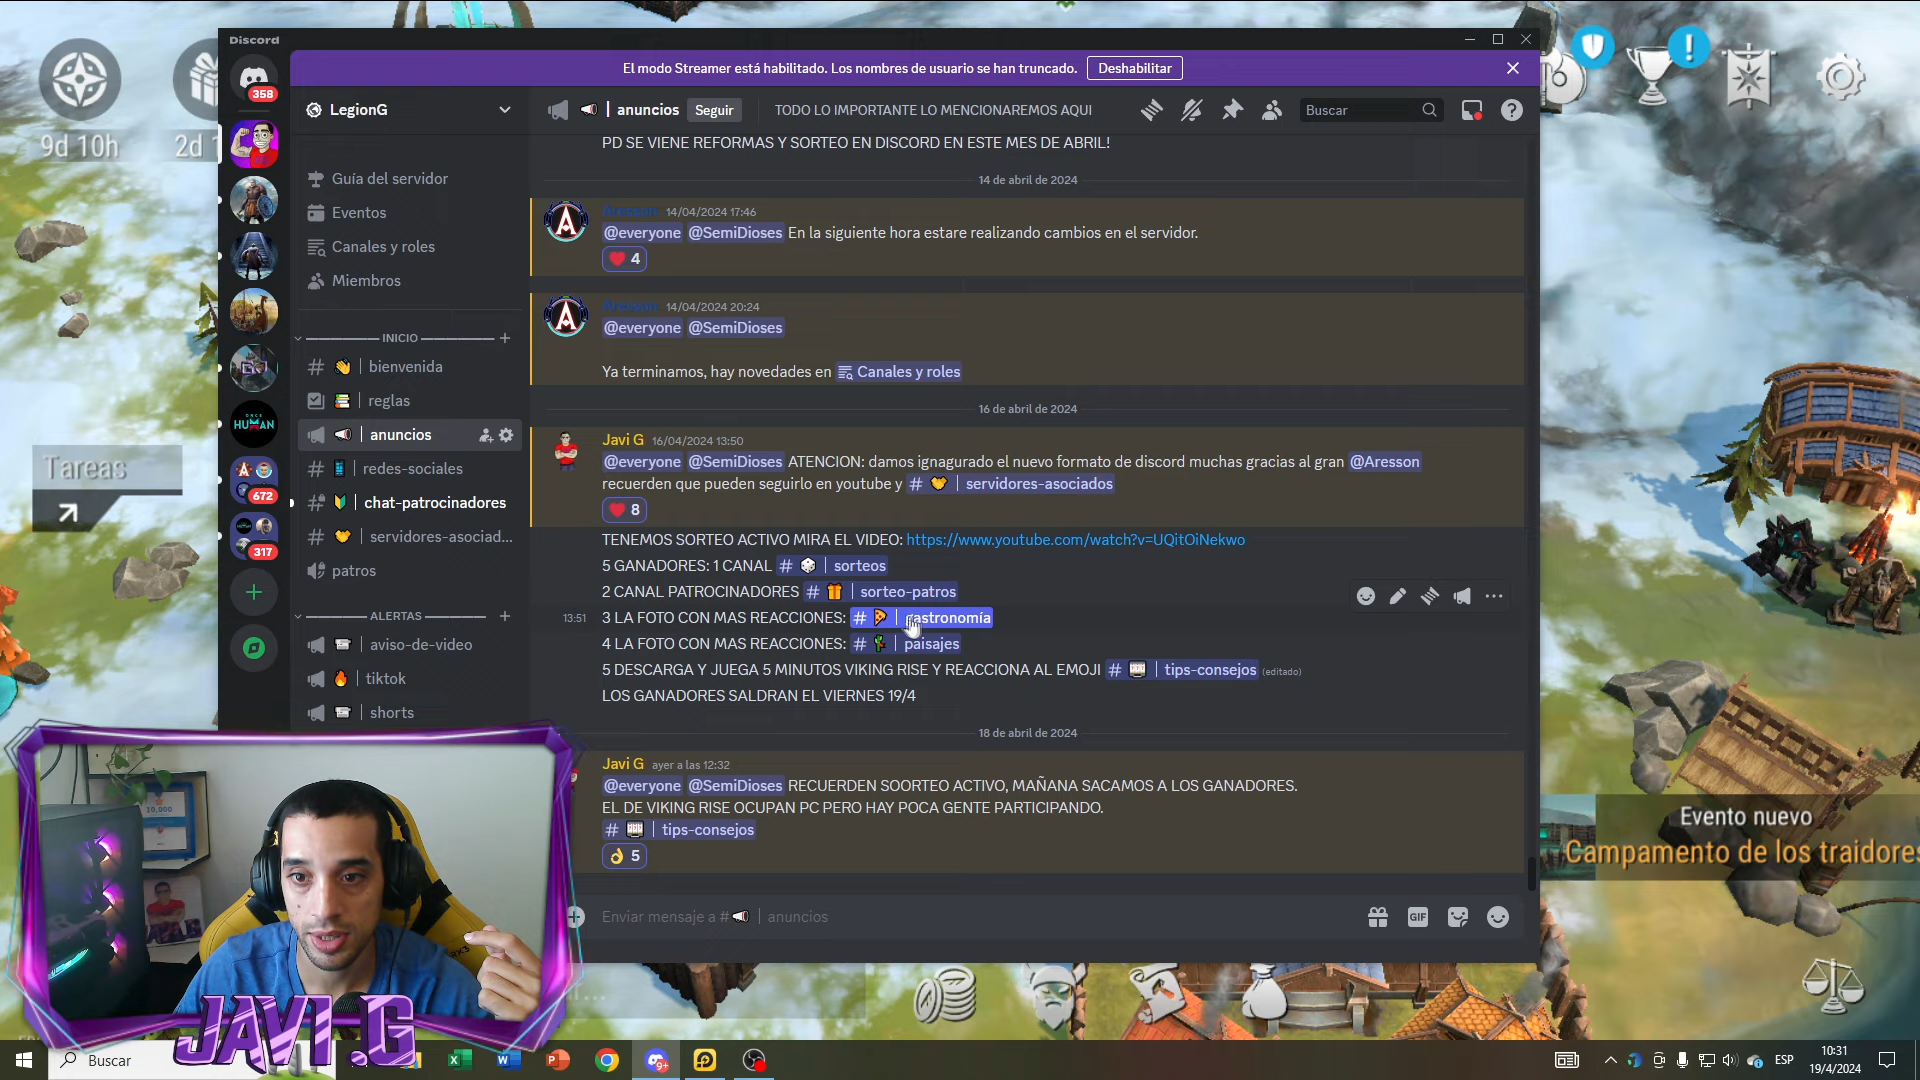 Discord
El modo Streamer está habilitado. Los nombres de usuario se han truncado.
Deshabilitar
358
9d 10h
2d 1
LegionG
| anuncios
Seguir
TODO LO IMPORTANTE LO MENCIONAREMOS AQUI
Buscar
16
Guía del servidor
Eventos
Canales y roles
Miembros
INICIO
| bienvenida
| reglas
| anuncios
| redes-sociales
| chat-patrocinadores
| servidores-asociad...
patros
ALERTAS
| aviso-de-video
| tiktok
| shorts
ONCE
HUMAN
672
317
Tareas
PD SE VIENE REFORMAS Y SORTEO EN DISCORD EN ESTE MES DE ABRIL!
14 de abril de 2024
Aresson 14/04/2024 17:46
@everyone @SemiDioses En la siguiente hora estare realizando cambios en el servidor.
4
Aresson 14/04/2024 20:24
@everyone @SemiDioses
Ya terminamos, hay novedades en Canales y roles
16 de abril de 2024
Javi G 16/04/2024 13:50
@everyone @SemiDioses ATENCION: damos ignagurado el nuevo formato de discord muchas gracias al gran @Aresson
recuerden que pueden seguirlo en youtube y # | servidores-asociados
8
TENEMOS SORTEO ACTIVO MIRA EL VIDEO: https://www.youtube.com/watch?v=UQitOiNekwo
5 GANADORES: 1 CANAL # | sorteos
2 CANAL PATROCINADORES # | sorteo-patros
13:51 3 LA FOTO CON MAS REACCIONES: # | gastronomía
4 LA FOTO CON MAS REACCIONES: # | paisajes
5 DESCARGA Y JUEGA 5 MINUTOS VIKING RISE Y REACCIONA AL EMOJI # | tips-consejos (editado)
LOS GANADORES SALDRAN EL VIERNES 19/4
18 de abril de 2024
Javi G ayer a las 12:32
@everyone @SemiDioses RECUERDEN SOORTEO ACTIVO, MAÑANA SACAMOS A LOS GANADORES.
EL DE VIKING RISE OCUPAN PC PERO HAY POCA GENTE PARTICIPANDO.
# | tips-consejos
5
Enviar mensaje a # | anuncios
GIF
Evento nuevo
Campamento de los traidores
10,000
JAVI.G
Buscar
9+
ESP
10:31
19/4/2024